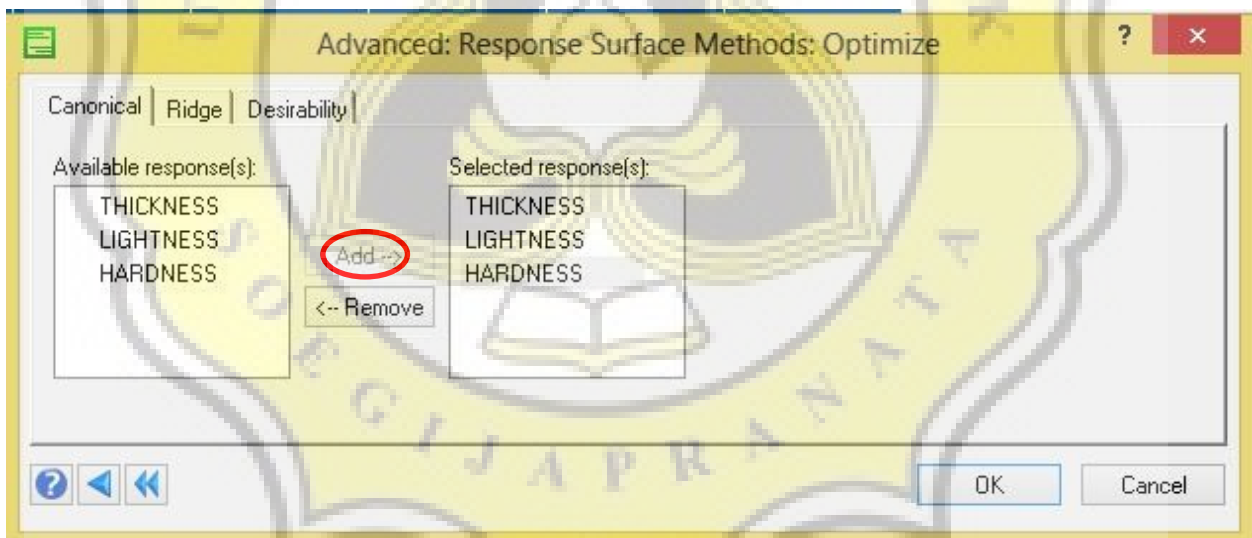 Advanced: Response Surface Methods: Optimize
?
×
Canonical
Ridge
Desirability
Available response(s):
THICKNESS
LIGHTNESS
HARDNESS
Add -->
<-- Remove
Selected response(s):
THICKNESS
LIGHTNESS
HARDNESS
?
OK
Cancel
SOEGIJAPRANATA